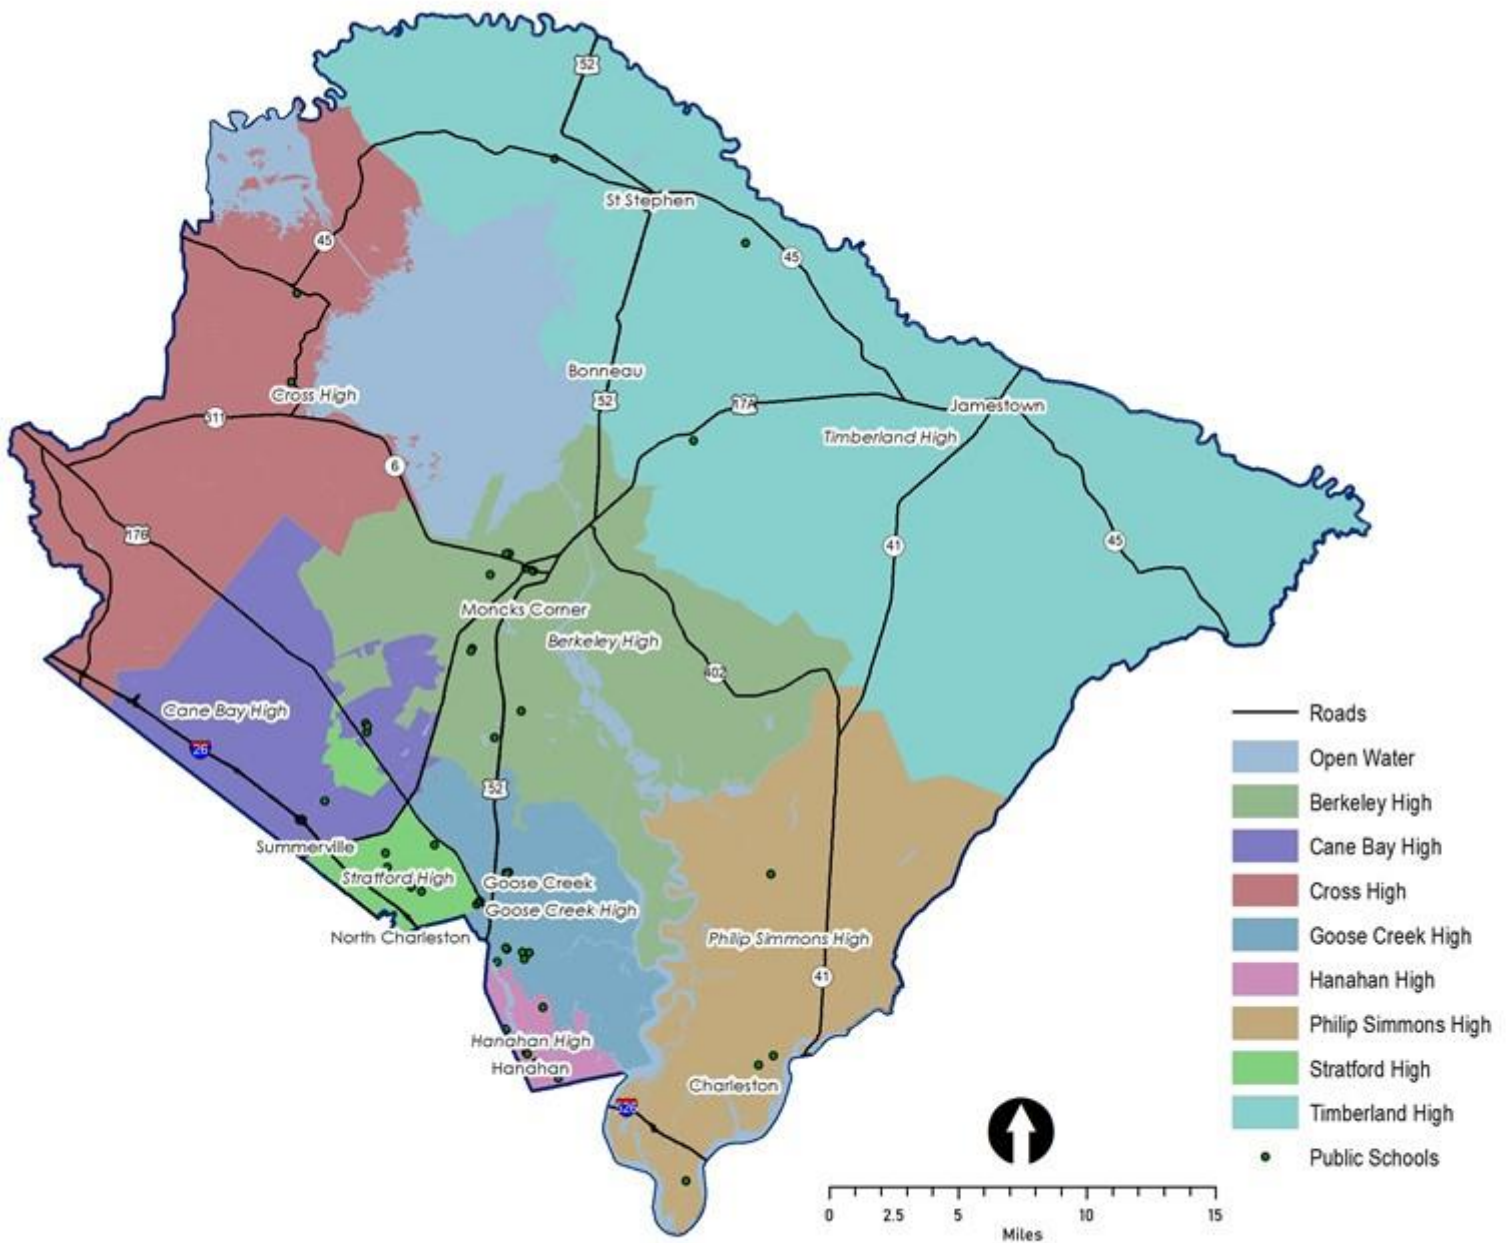 52
St Stephen
45
45
Bonneau
52
17A
Cross High
Jamestown
311
Timberland High
6
176
41
45
Moncks Corner
Berkeley High
402
Cane Bay High
26
52
Summerville
Stratford High
Goose Creek
Goose Creek High
North Charleston
Philip Simmons High
41
Hanahan High
Hanahan
Charleston
526
Roads
Open Water
Berkeley High
Cane Bay High
Cross High
Goose Creek High
Hanahan High
Philip Simmons High
Stratford High
Timberland High
Public Schools
0 2.5 5 10 15
Miles